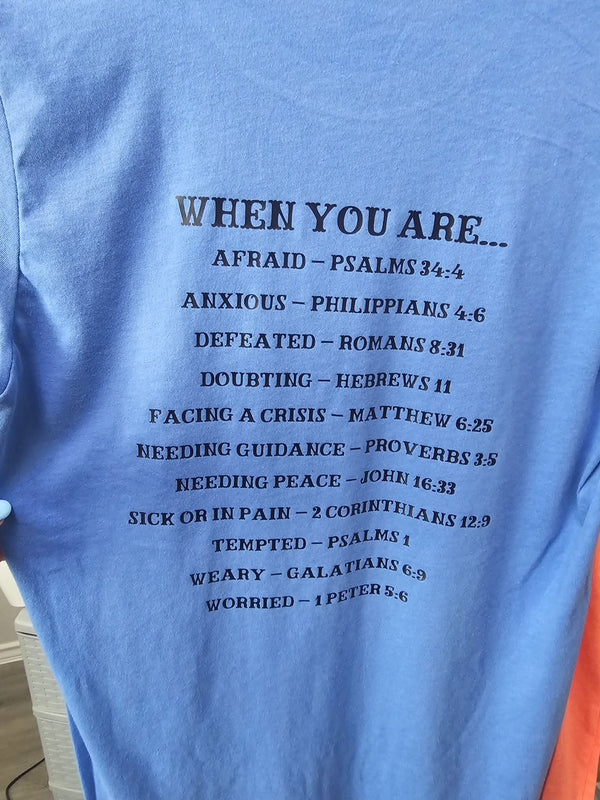 WHEN YOU ARE...
AFRAID – PSALMS 34:4
ANXIOUS – PHILIPPIANS 4:6
DEFEATED – ROMANS 8:31
DOUBTING – HEBREWS 11
FACING A CRISIS – MATTHEW 6:25
NEEDING GUIDANCE – PROVERBS 3:5
NEEDING PEACE – JOHN 16:33
SICK OR IN PAIN – 2 CORINTHIANS 12:9
TEMPTED – PSALMS 1
WEARY – GALATIANS 6:9
WORRIED – 1 PETER 5:6